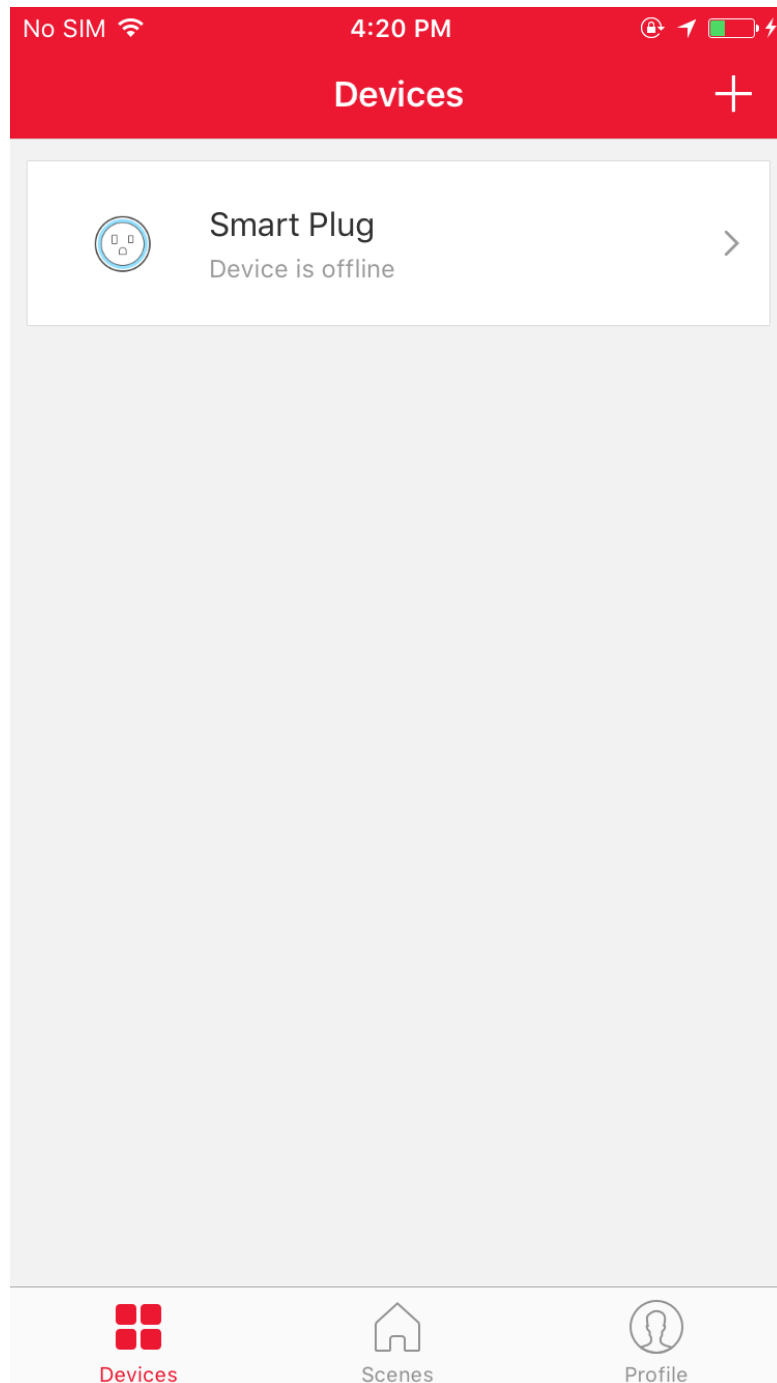 No SIM 4:20 PM
Devices
Smart Plug
Device is offline
Devices Scenes Profile